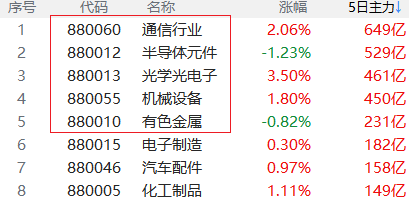 序号 代码 名称 涨幅 5日主力↓
1 880060 通信行业 2.06% 649亿
2 880012 半导体元件 -1.23% 529亿
3 880013 光学光电子 3.50% 461亿
4 880055 机械设备 1.80% 450亿
5 880010 有色金属 -0.82% 231亿
6 880015 电子制造 0.30% 182亿
7 880046 汽车配件 0.97% 158亿
8 880005 化工制品 1.11% 149亿